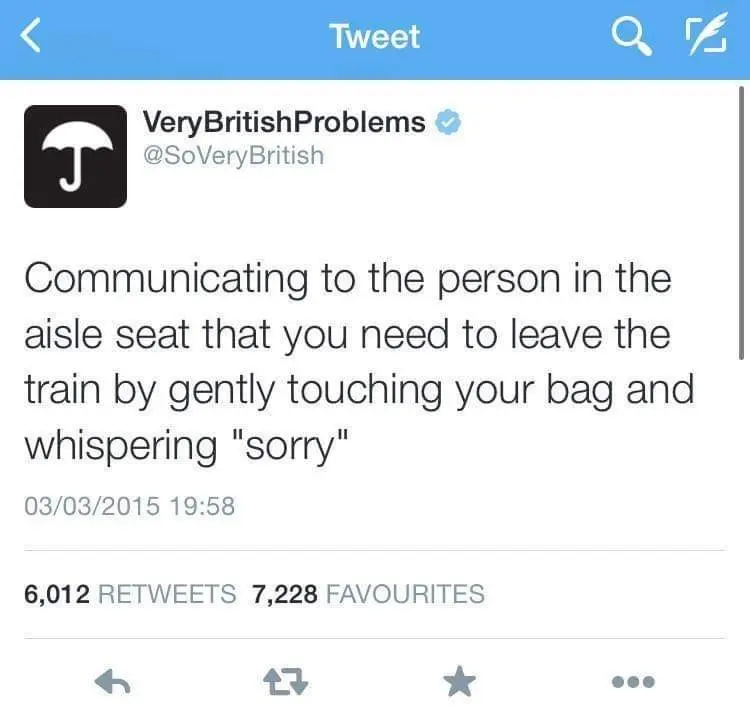 Tweet
VeryBritishProblems
@SoVeryBritish
Communicating to the person in the
aisle seat that you need to leave the
train by gently touching your bag and
whispering "sorry"
03/03/2015 19:58
6,012 RETWEETS 7,228 FAVOURITES